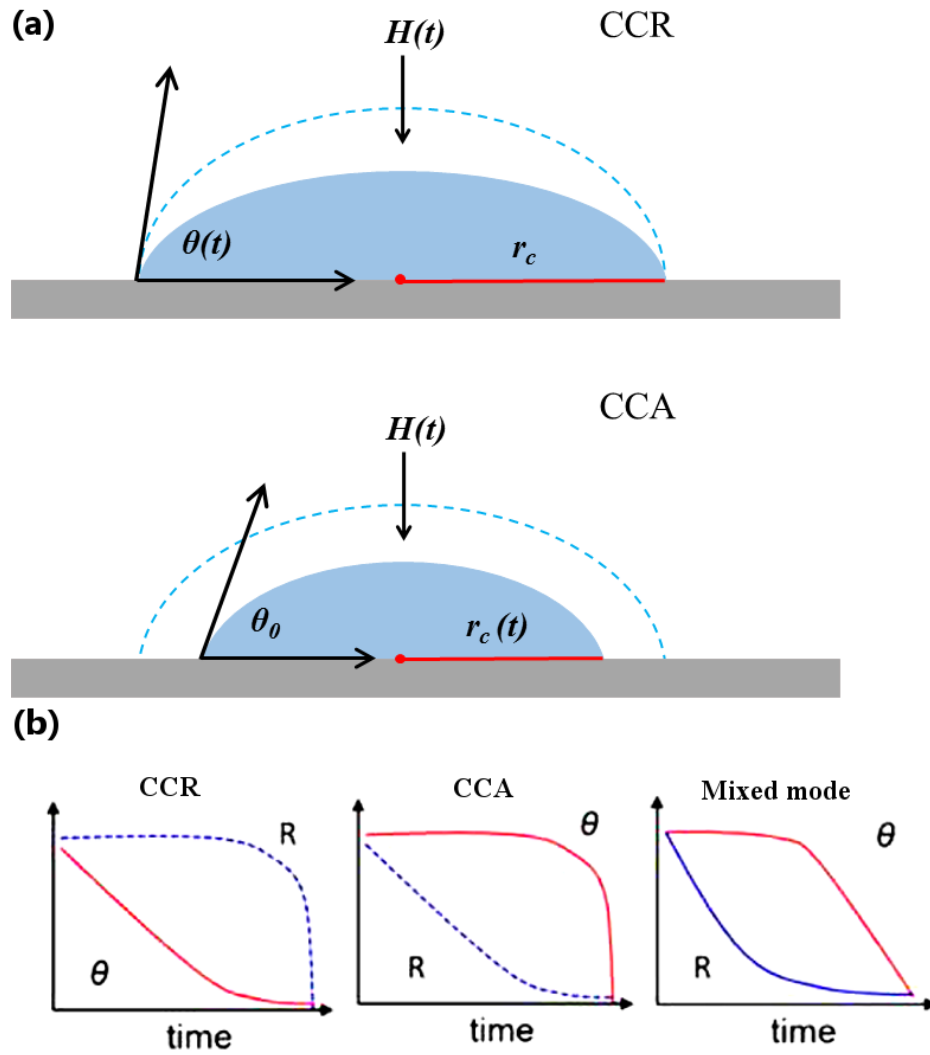 (a)
CCR
H(t)
θ(t)
r_c
CCA
H(t)
θ_0
r_c (t)
(b)
CCR
R
θ
time
CCA
θ
R
time
Mixed mode
θ
R
time